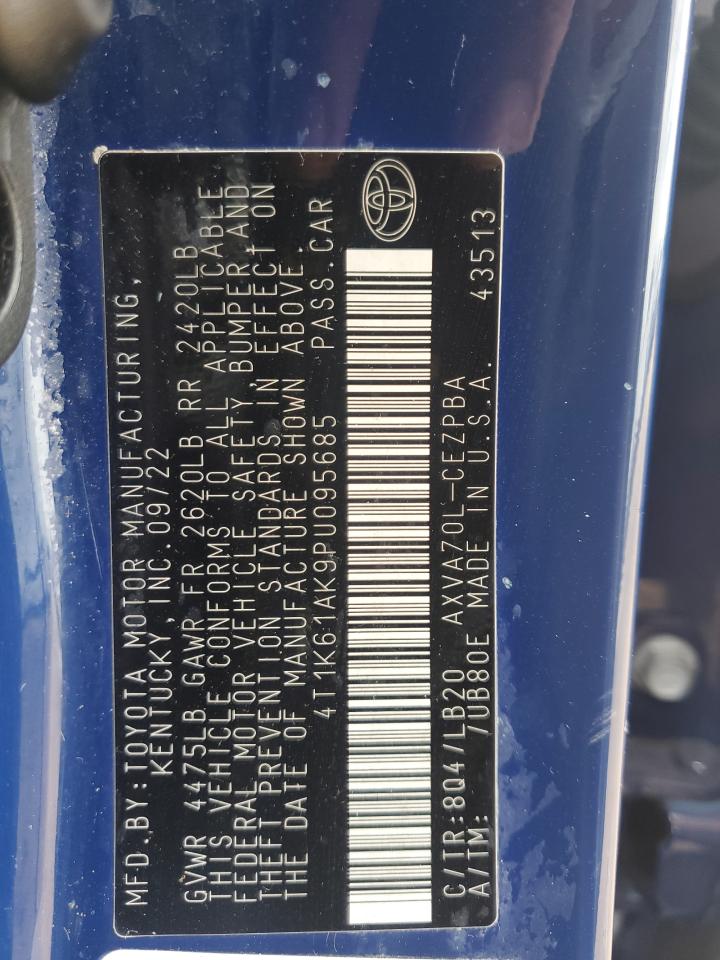 MFD.BY:TOYOTA MOTOR MANUFACTURING,
KENTUCKY, INC. 09/22
GVWR 4475LB GAWR FR 2620LB RR 2420LB
THIS VEHICLE CONFORMS TO ALL APPLICABLE
FEDERAL MOTOR VEHICLE SAFETY, BUMPER, AND
THEFT PREVENTION STANDARDS IN EFFECT ON
THE DATE OF MANUFACTURE SHOWN ABOVE.
4T1K61AK9PU095685 PASS.CAR
C/TR:8Q4/LB20 AXVA70L-CEZPBA
A/TM: /UB80E MADE IN U.S.A. 43513